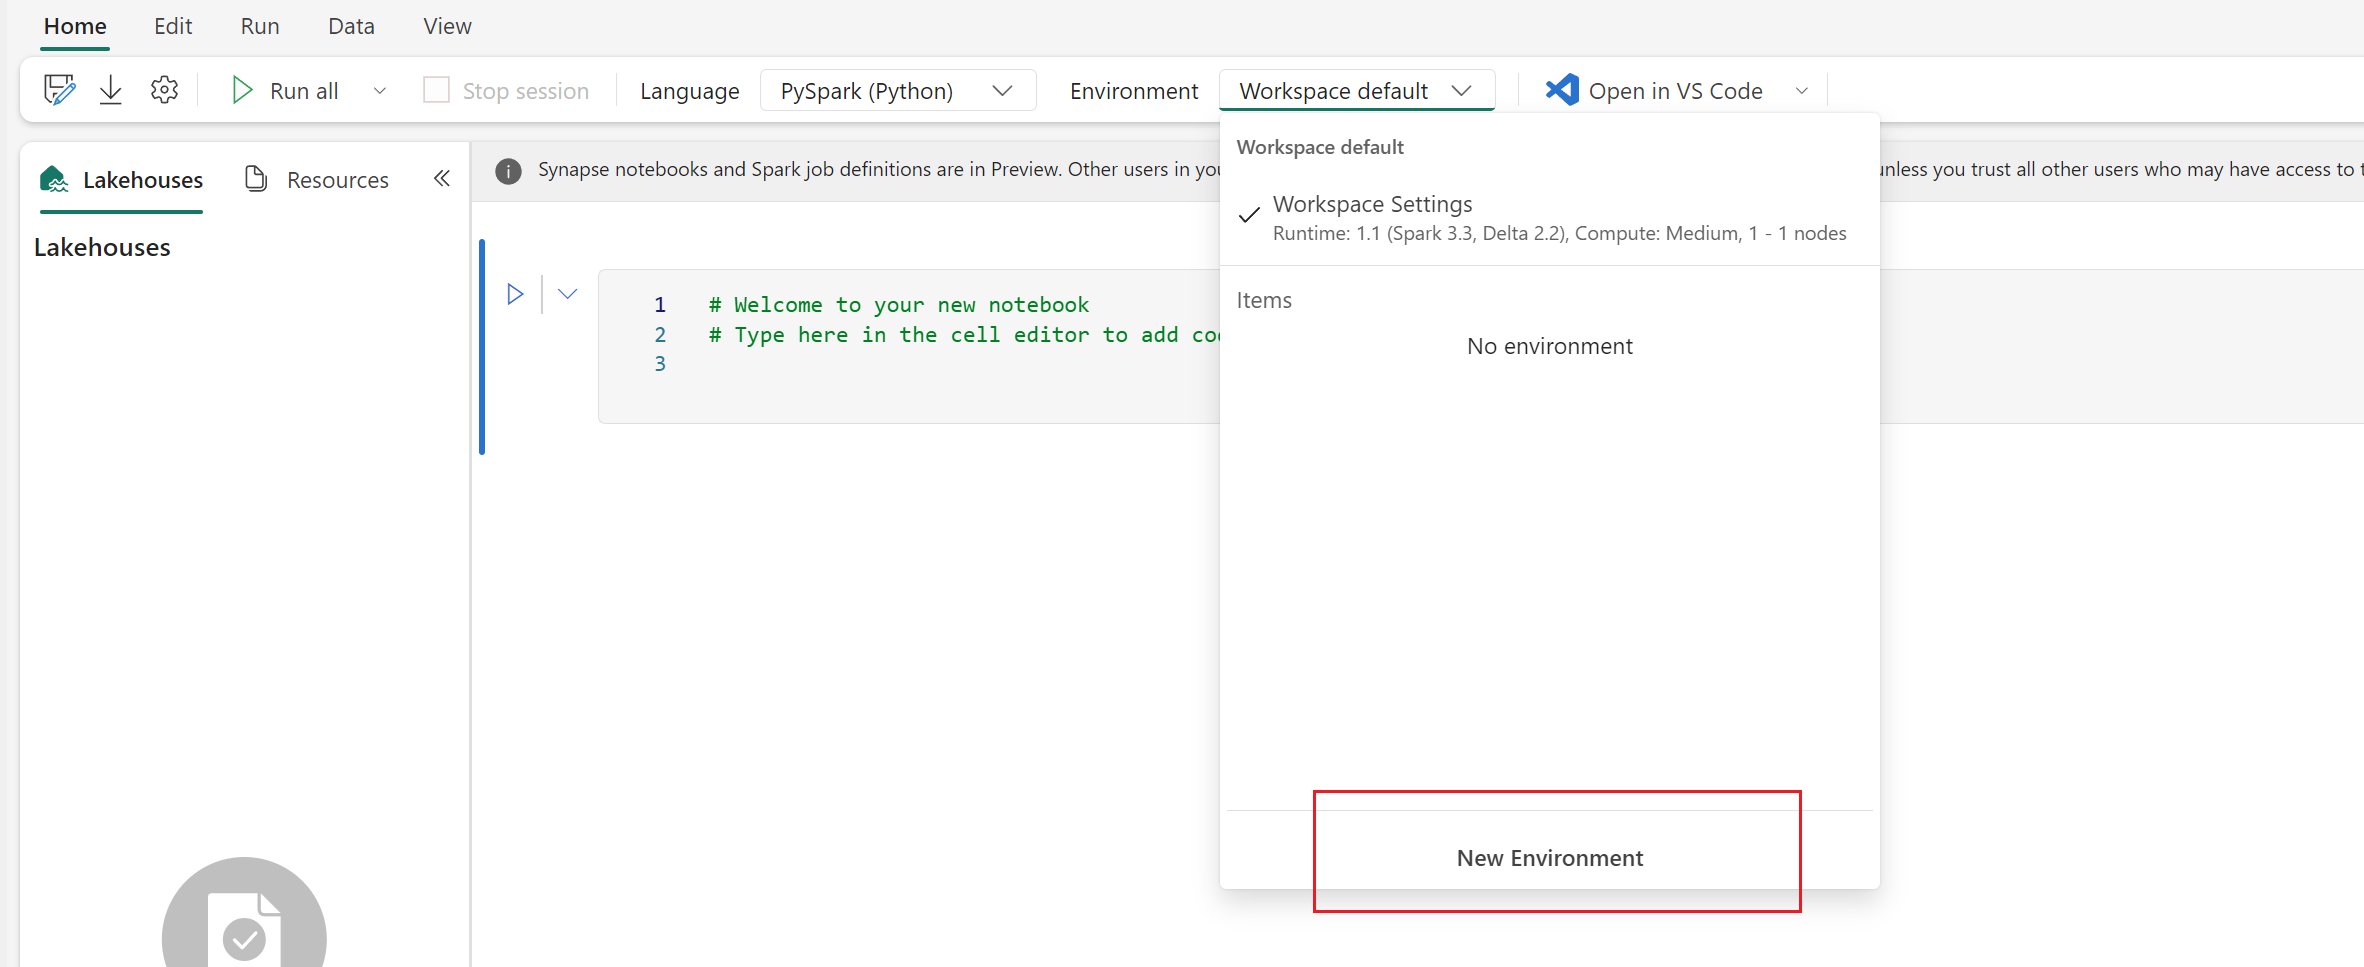 Home Edit Run Data View
Run all Stop session Language PySpark (Python) Environment Workspace default Open in VS Code
Lakehouses Resources
Synapse notebooks and Spark job definitions are in Preview. Other users in you
unless you trust all other users who may have access to t
Workspace default
Workspace Settings
Runtime: 1.1 (Spark 3.3, Delta 2.2), Compute: Medium, 1 - 1 nodes
Lakehouses
Items
No environment
1 # Welcome to your new notebook
2 # Type here in the cell editor to add co
3
New Environment